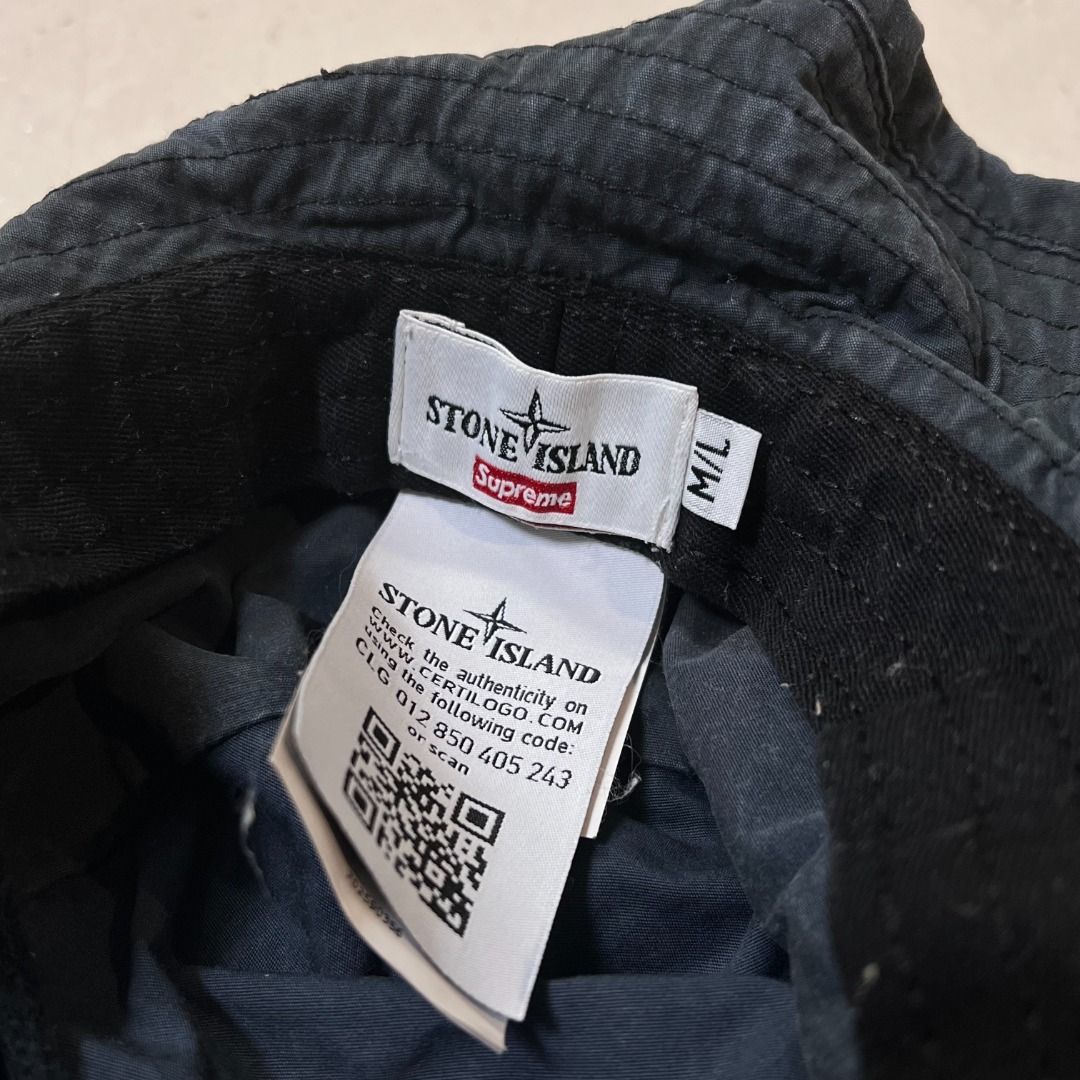 STONE ISLAND
Supreme
M/L
STONE ISLAND
Check the authenticity on
WWW.CERTILOGO.COM
using the following code:
CLG 012 850 405 243
or scan